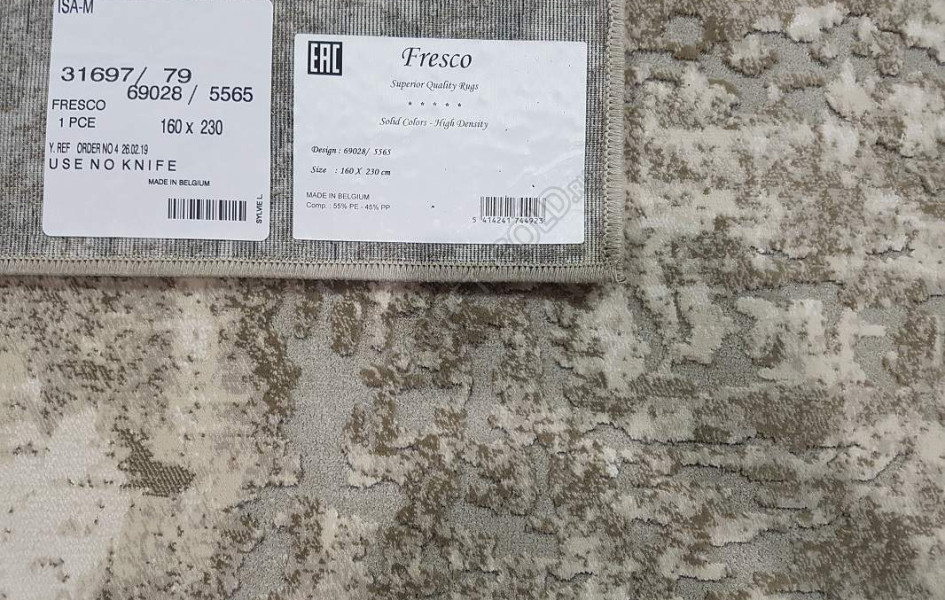 ISA-M
31697/ 79
69028 / 5565
FRESCO
1 PCE
160 x 230
Y. REF ORDER NO 4 26.02.19
USE NO KNIFE
MADE IN BELGIUM
SYLVIE L.
EAC
Fresco
Superior Quality Rugs
* * * * *
Solid Colors - High Density
Design : 69028/ 5565
Size : 160 X 230 cm
MADE IN BELGIUM
Comp. : 55% PE - 45% PP
5 414241 744923